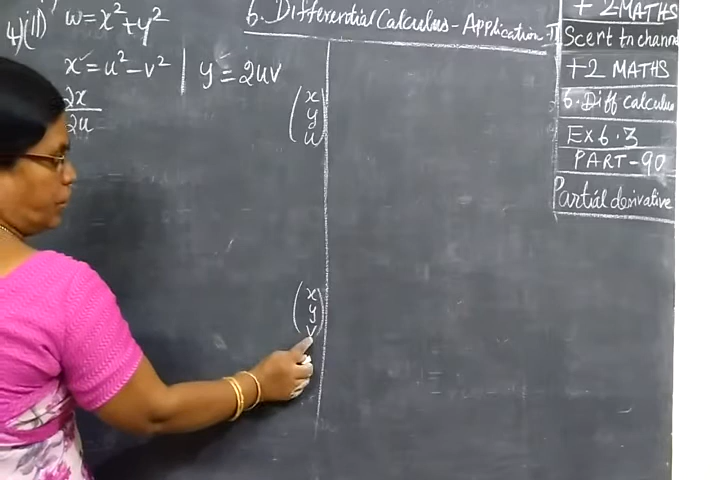 6. Differential Calculus - Application - II
4)(ii) w = x² + y²
x = u² - v² | y = 2uv
∂x
∂u
x
y
u
x
y
v
+2 MATHS
Scert tn channel
+2 MATHS
6. Diff calculus
Ex 6.3
PART-90
Partial derivative